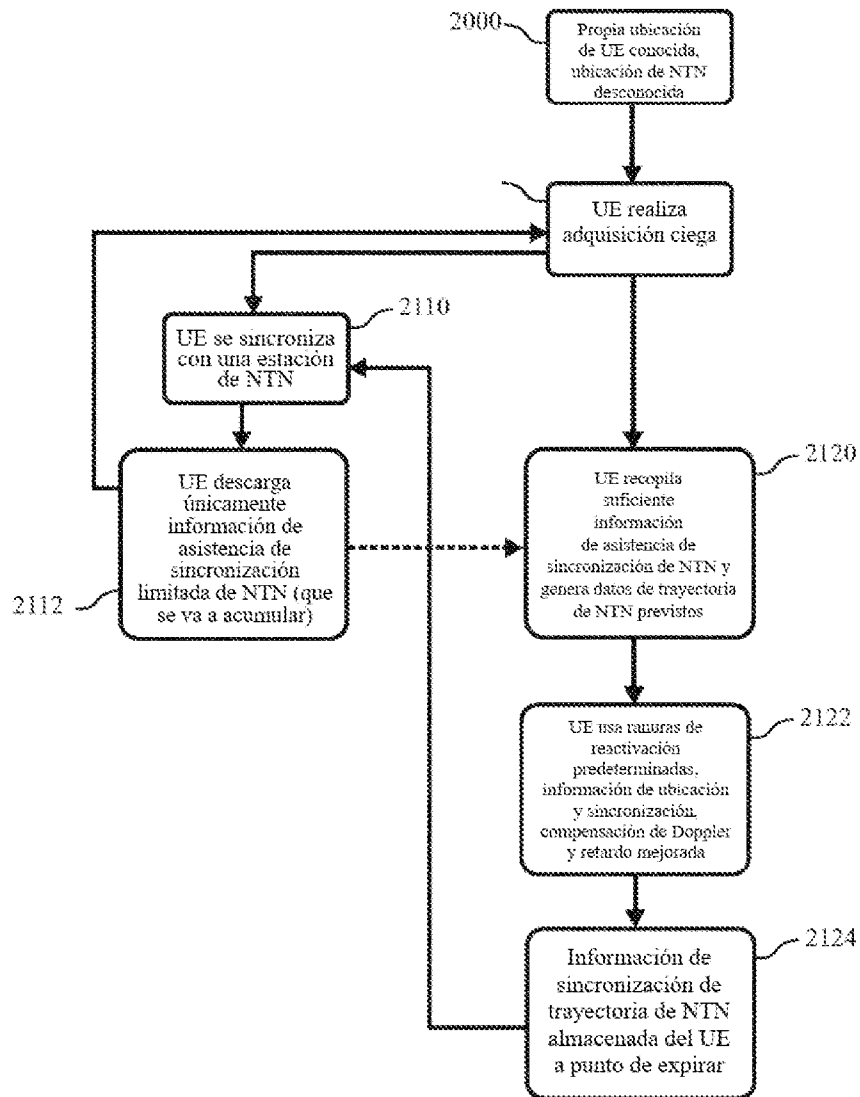 2000
Propia ubicación
de UE conocida,
ubicación de NTN
desconocida
UE realiza
adquisición ciega
2110
UE se sincroniza
con una estación
de NTN
2112
UE descarga
únicamente
información de
asistencia de
sincronización
limitada de NTN (que
se va a acumular)
2120
UE recopila
suficiente
información
de asistencia de
sincronización de NTN y
genera datos de trayectoria
de NTN previstos
2122
UE usa ranuras de
reactivación
predeterminadas,
información de ubicación
y sincronización,
compensación de Doppler
y retardo mejorada
2124
Información de
sincronización de
trayectoria de NTN
almacenada del UE
a punto de expirar